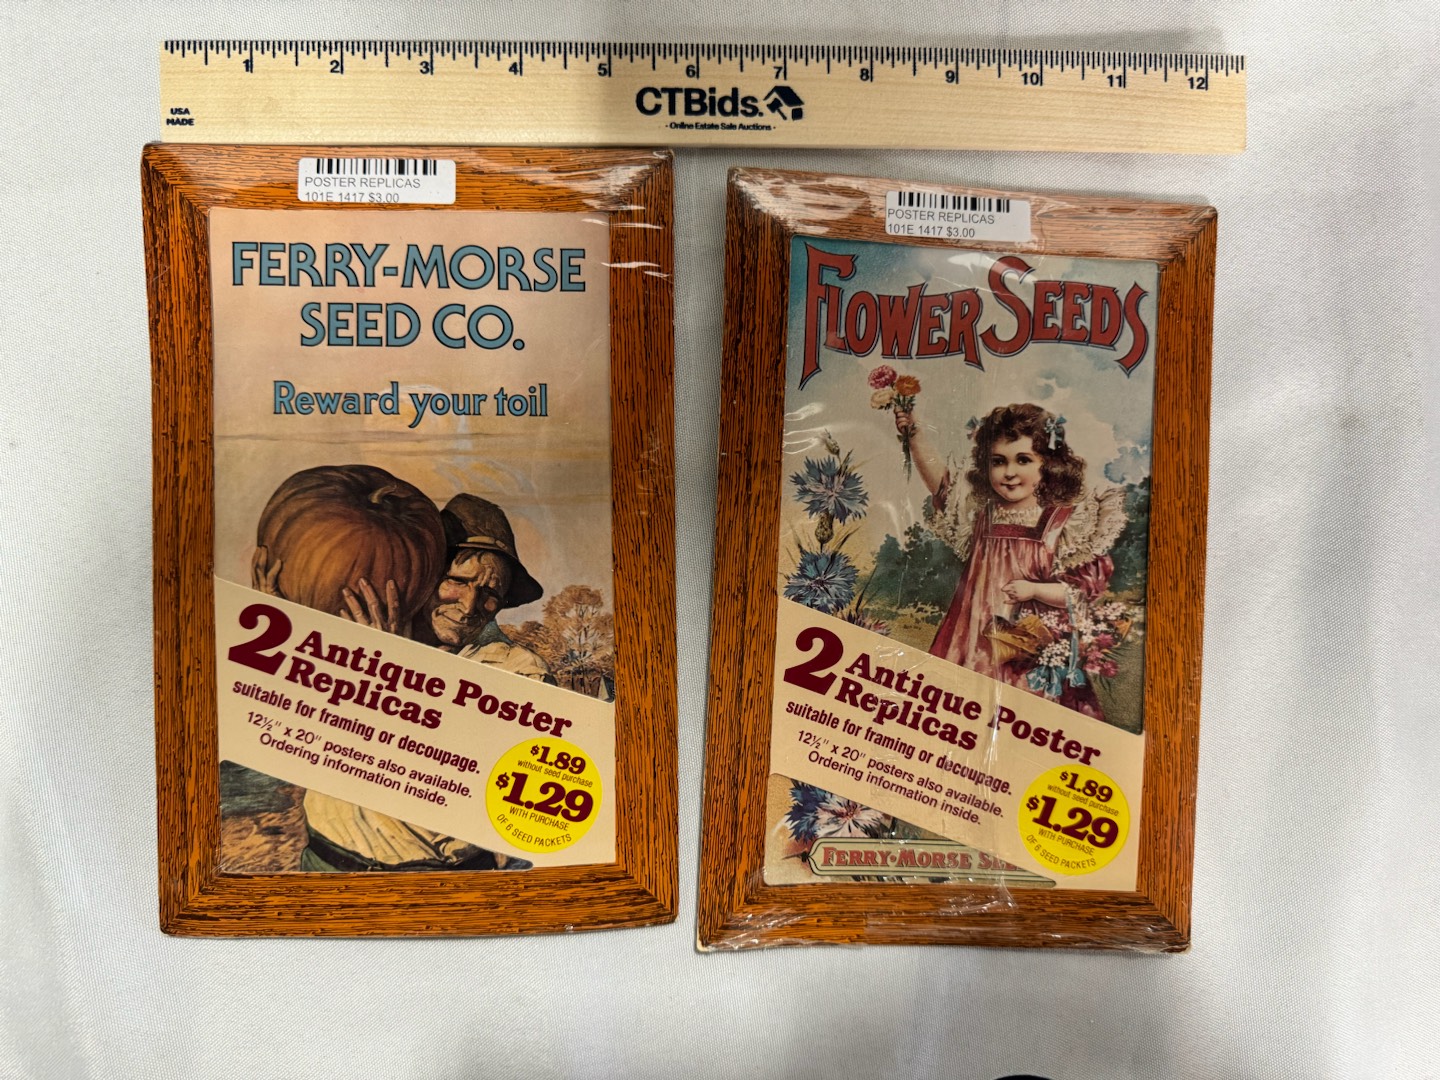 1 2 3 4 5 6 7 8 9 10 11 12
USA
MADE
CTBids.
- Online Estate Sale Auctions -
POSTER REPLICAS
101E 1417 $3.00
FERRY-MORSE
SEED CO.
Reward your toil
2 Antique Poster
Replicas
suitable for framing or decoupage.
12½" x 20" posters also available.
Ordering information inside.
$1.89
without seed purchase
$1.29
WITH PURCHASE
OF 6 SEED PACKETS
POSTER REPLICAS
101E 1417 $3.00
FLOWER SEEDS
2 Antique Poster
Replicas
suitable for framing or decoupage.
12½" x 20" posters also available.
Ordering information inside.
$1.89
without seed purchase
$1.29
WITH PURCHASE
OF 6 SEED PACKETS
FERRY-MORSE